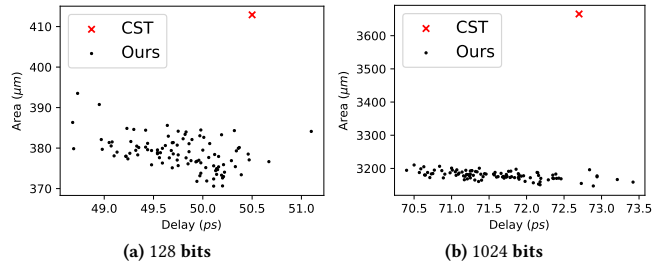 410
400
390
380
370
Area (μm)
CST
Ours
49.0 49.5 50.0 50.5 51.0
Delay (ps)
(a) 128 bits
3600
3500
3400
3300
3200
Area (μm)
CST
Ours
70.5 71.0 71.5 72.0 72.5 73.0 73.5
Delay (ps)
(b) 1024 bits